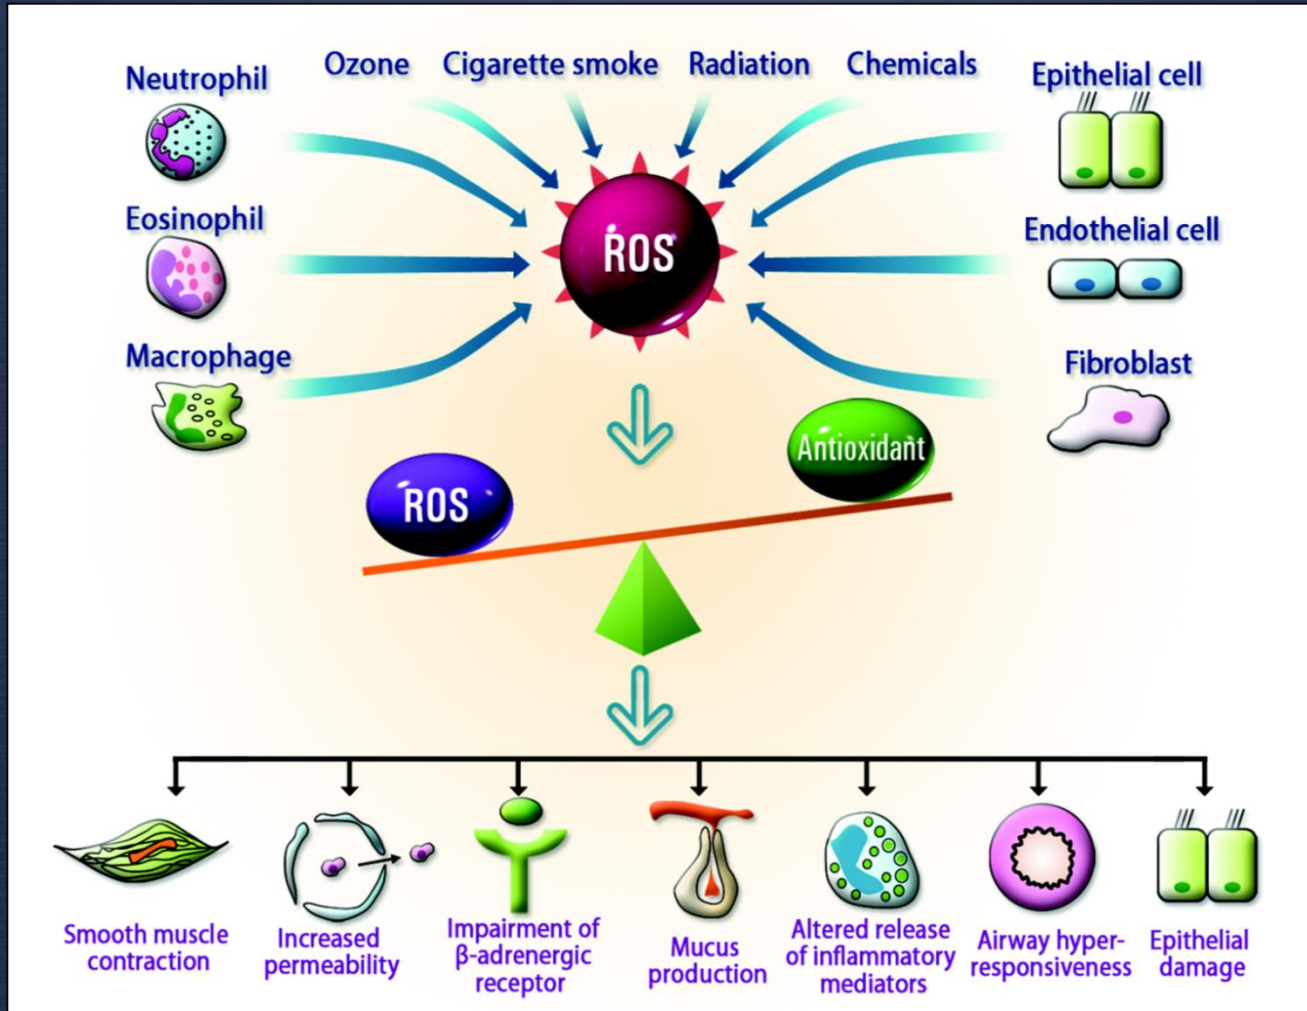 Neutrophil
Ozone
Cigarette smoke
Radiation
Chemicals
Epithelial cell
Eosinophil
ROS
Endothelial cell
Macrophage
Fibroblast
ROS
Antioxidant
Smooth muscle
contraction
Increased
permeability
Impairment of
β-adrenergic
receptor
Mucus
production
Altered release
of inflammatory
mediators
Airway hyper-
responsiveness
Epithelial
damage